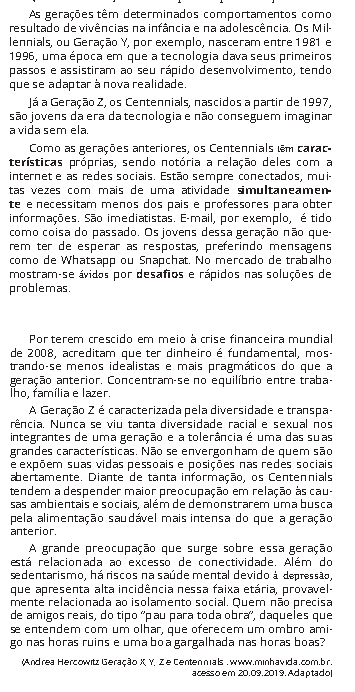 As gerações têm determinados comportamentos como
resultado de vivências na infância e na adolescência. Os Mil-
lennials, ou Geração Y, por exemplo, nasceram entre 1981 e
1996, uma época em que a tecnologia dava seus primeiros
passos e assistiram ao seu rápido desenvolvimento, tendo
que se adaptar à nova realidade.
Já a Geração Z, os Centennials, nascidos a partir de 1997,
são jovens da era da tecnologia e não conseguem imaginar
a vida sem ela.
Como as gerações anteriores, os Centennials têm carac-
terísticas próprias, sendo notória a relação deles com a
internet e as redes sociais. Estão sempre conectados, mui-
tas vezes com mais de uma atividade simultaneamen-
te e necessitam menos dos pais e professores para obter
informações. São imediatistas. E-mail, por exemplo, é tido
como coisa do passado. Os jovens dessa geração não que-
rem ter de esperar as respostas, preferindo mensagens
como de Whatsapp ou Snapchat. No mercado de trabalho
mostram-se ávidos por desafios e rápidos nas soluções de
problemas.
Por terem crescido em meio à crise financeira mundial
de 2008, acreditam que ter dinheiro é fundamental, mos-
trando-se menos idealistas e mais pragmáticos do que a
geração anterior. Concentram-se no equilíbrio entre traba-
lho, família e lazer.
A Geração Z é caracterizada pela diversidade e transpa-
rência. Nunca se viu tanta diversidade racial e sexual nos
integrantes de uma geração e a tolerância é uma das suas
grandes características. Não se envergonham de quem são
e expõem suas vidas pessoais e posições nas redes sociais
abertamente. Diante de tanta informação, os Centennials
tendem a despender maior preocupação em relação às cau-
sas ambientais e sociais, além de demonstrarem uma busca
pela alimentação saudável mais intensa do que a geração
anterior.
A grande preocupação que surge sobre essa geração
está relacionada ao excesso de conectividade. Além do
sedentarismo, há riscos na saúde mental devido à depressão,
que apresenta alta incidência nessa faixa etária, provavel-
mente relacionada ao isolamento social. Quem não precisa
de amigos reais, do tipo “pau para toda obra”, daqueles que
se entendem com um olhar, que oferecem um ombro ami-
go nas horas ruins e uma boa gargalhada nas horas boas?
(Andrea Hercowitz Geração X, Y, Z e Centennials . www.minhavida.com.br.
acesso em 20.09.2019. Adaptado)